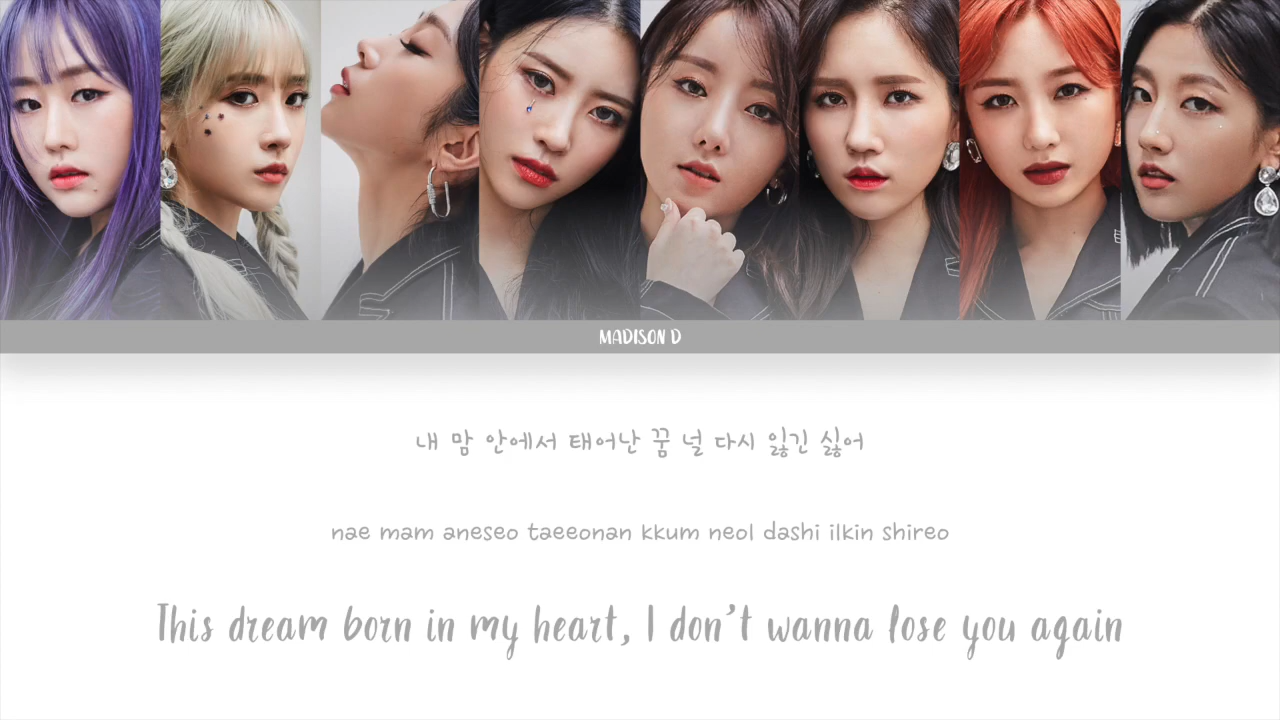 MADISON D
내 맘 안에서 태어난 꿈 널 다시 잃긴 싫어
nae mam aneseo taeeonan kkum neol dashi ilkin shireo
This dream born in my heart, I don't wanna lose you again